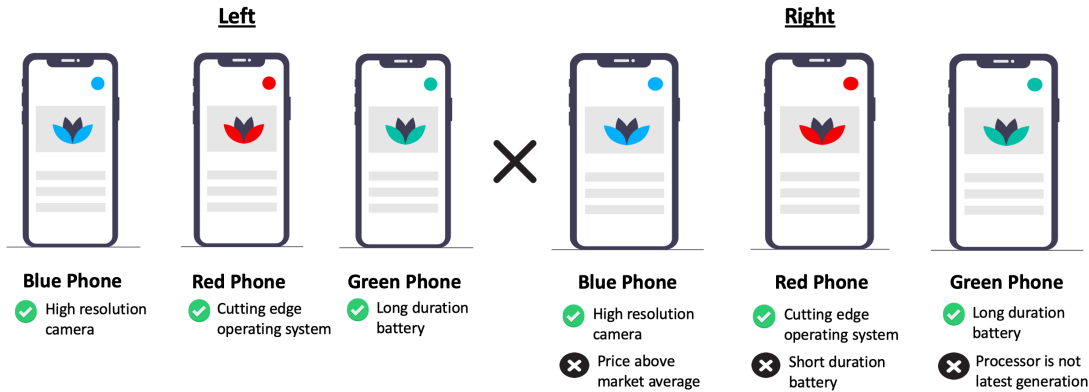 Left
Right
Blue Phone
High resolution
camera
Red Phone
Cutting edge
operating system
Green Phone
Long duration
battery
Blue Phone
High resolution
camera
Price above
market average
Red Phone
Cutting edge
operating system
Short duration
battery
Green Phone
Long duration
battery
Processor is not
latest generation